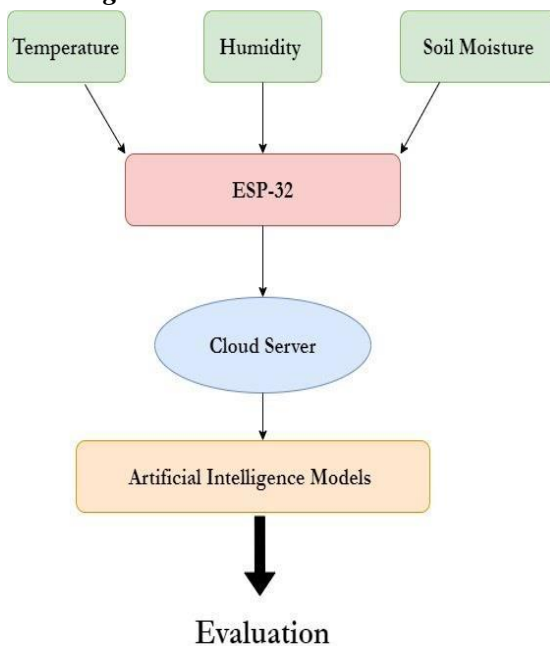 Temperature
Humidity
Soil Moisture
ESP-32
Cloud Server
Artificial Intelligence Models
Evaluation